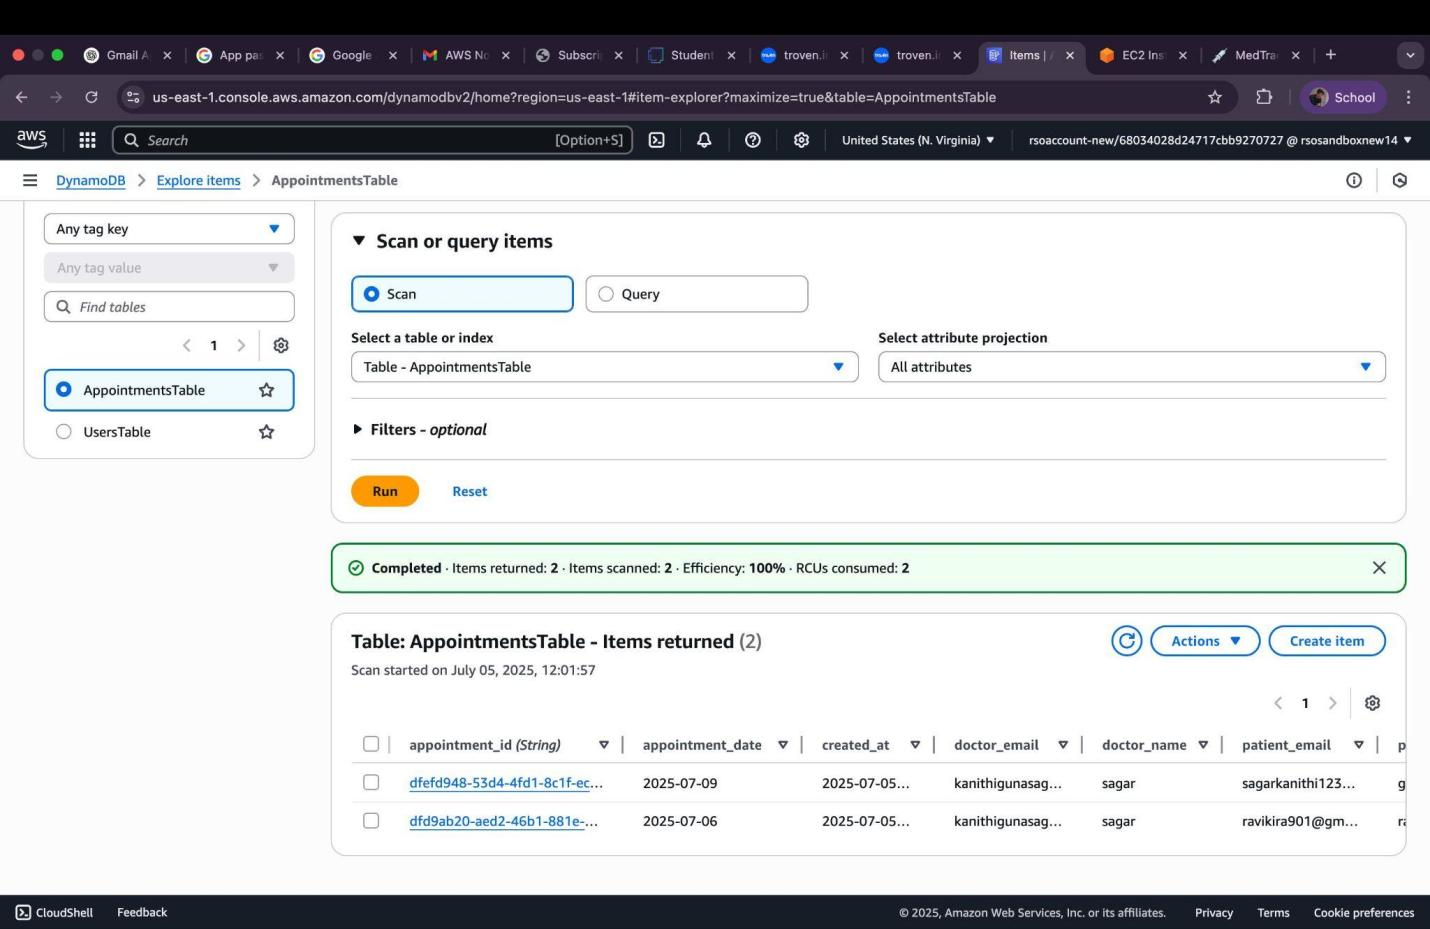 Gmail A
App pas
Google
AWS No
Subscri
Student
troven.i
troven.i
Items | A
EC2 Inst
MedTra
us-east-1.console.aws.amazon.com/dynamodbv2/home?region=us-east-1#item-explorer?maximize=true&table=AppointmentsTable
School
aws
Search
[Option+S]
United States (N. Virginia)
rsoaccount-new/68034028d24717cbb9270727 @ rsosandboxnew14
DynamoDB > Explore items > AppointmentsTable
Any tag key
Any tag value
Find tables
1
AppointmentsTable
UsersTable
Scan or query items
Scan
Query
Select a table or index
Select attribute projection
Table - AppointmentsTable
All attributes
Filters - optional
Run
Reset
Completed · Items returned: 2 · Items scanned: 2 · Efficiency: 100% · RCUs consumed: 2
Table: AppointmentsTable - Items returned (2)
Actions
Create item
Scan started on July 05, 2025, 12:01:57
1
appointment_id (String) appointment_date created_at doctor_email doctor_name patient_email p
dfefd948-53d4-4fd1-8c1f-ec... 2025-07-09 2025-07-05... kanithigunasag... sagar sagarkanithi123... g
dfd9ab20-aed2-46b1-881e-... 2025-07-06 2025-07-05... kanithigunasag... sagar ravikira901@gm... ra
CloudShell Feedback © 2025, Amazon Web Services, Inc. or its affiliates. Privacy Terms Cookie preferences